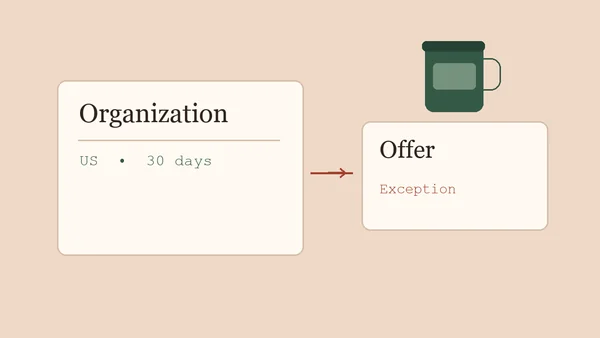 Organization
US • 30 days
Offer
Exception